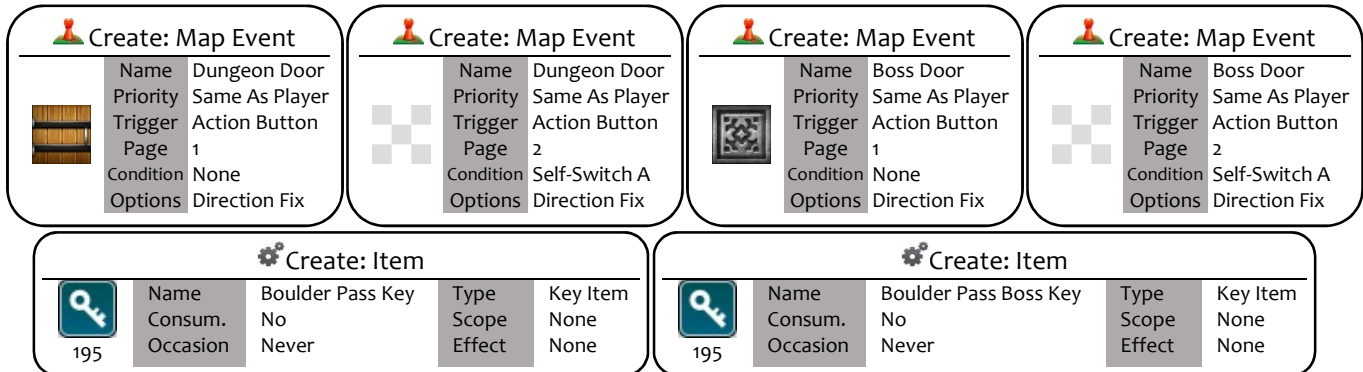 Create: Map Event
Name Dungeon Door
Priority Same As Player
Trigger Action Button
Page 1
Condition None
Options Direction Fix
Create: Map Event
Name Dungeon Door
Priority Same As Player
Trigger Action Button
Page 2
Condition Self-Switch A
Options Direction Fix
Create: Map Event
Name Boss Door
Priority Same As Player
Trigger Action Button
Page 1
Condition None
Options Direction Fix
Create: Map Event
Name Boss Door
Priority Same As Player
Trigger Action Button
Page 2
Condition Self-Switch A
Options Direction Fix
Create: Item
Name Boulder Pass Key Type Key Item
Consum. No Scope None
Occasion Never Effect None
195
Create: Item
Name Boulder Pass Boss Key Type Key Item
Consum. No Scope None
Occasion Never Effect None
195